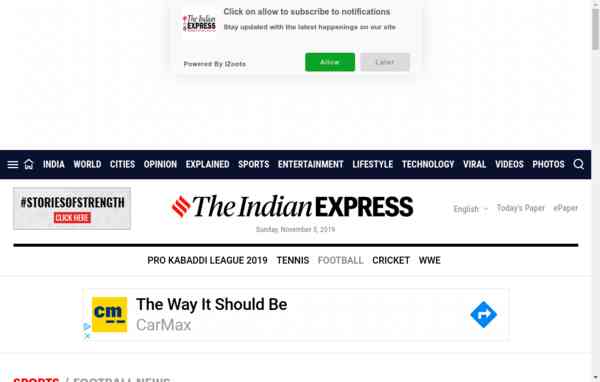 Click on allow to subscribe to notifications
The Indian EXPRESS
Stay updated with the latest happenings on our site
Powered By iZooto
Allow
Later
INDIA WORLD CITIES OPINION EXPLAINED SPORTS ENTERTAINMENT LIFESTYLE TECHNOLOGY VIRAL VIDEOS PHOTOS
#STORIESOFSTRENGTH
CLICK HERE
The Indian EXPRESS
English
Today's Paper
ePaper
Sunday, November 3, 2019
PRO KABADDI LEAGUE 2019 TENNIS FOOTBALL CRICKET WWE
cm
The Way It Should Be
CarMax
SPORTS / FOOTBALL NEWS